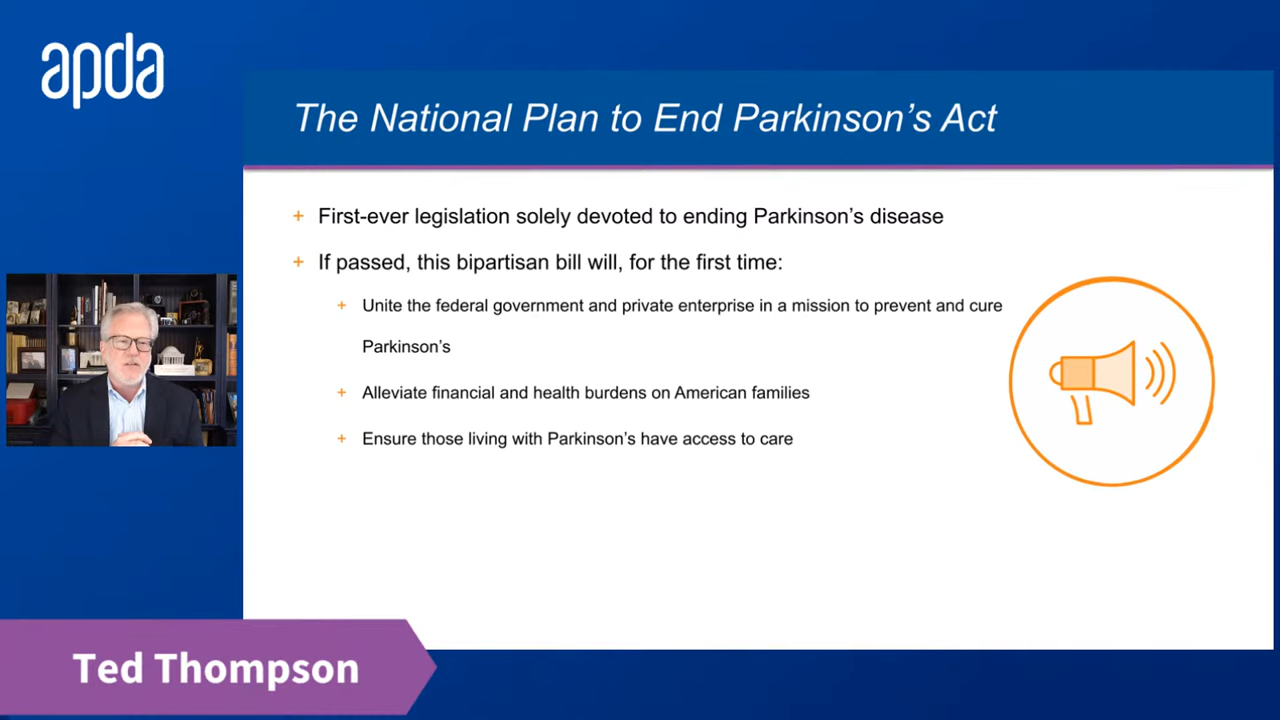 apda
The National Plan to End Parkinson’s Act
+ First-ever legislation solely devoted to ending Parkinson’s disease
+ If passed, this bipartisan bill will, for the first time:
+ Unite the federal government and private enterprise in a mission to prevent and cure
Parkinson’s
+ Alleviate financial and health burdens on American families
+ Ensure those living with Parkinson’s have access to care
Ted Thompson